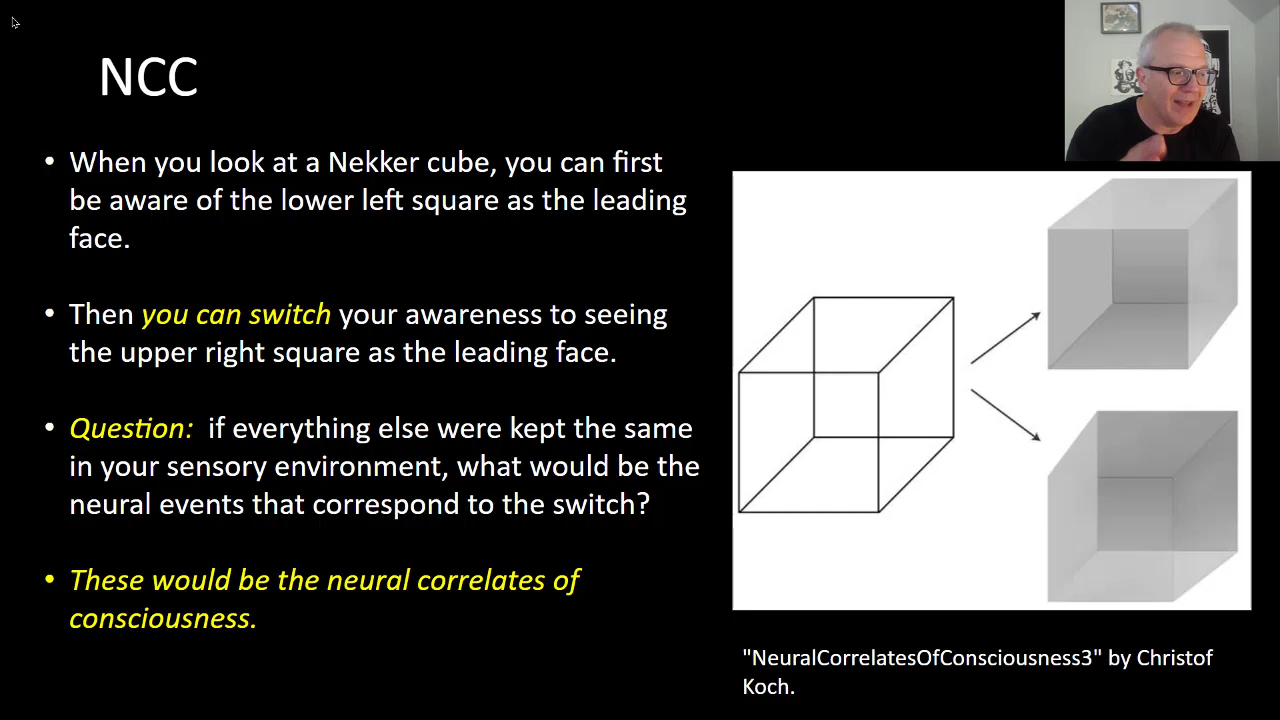 NCC
• When you look at a Nekker cube, you can first
be aware of the lower left square as the leading
face.
• Then you can switch your awareness to seeing
the upper right square as the leading face.
• Question: if everything else were kept the same
in your sensory environment, what would be the
neural events that correspond to the switch?
• These would be the neural correlates of
consciousness.
"NeuralCorrelatesOfConsciousness3" by Christof
Koch.